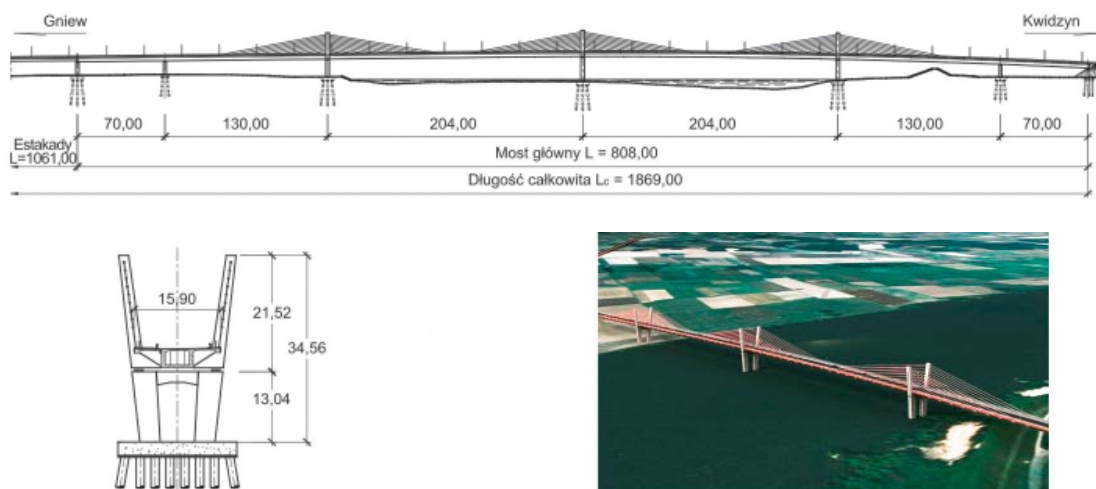 Gniew
Kwidzyn
70,00 130,00 204,00 204,00 130,00 70,00
Estakady
L=1061,00
Most główny L = 808,00
Długość całkowita Lc = 1869,00
15,90
21,52
34,56
13,04